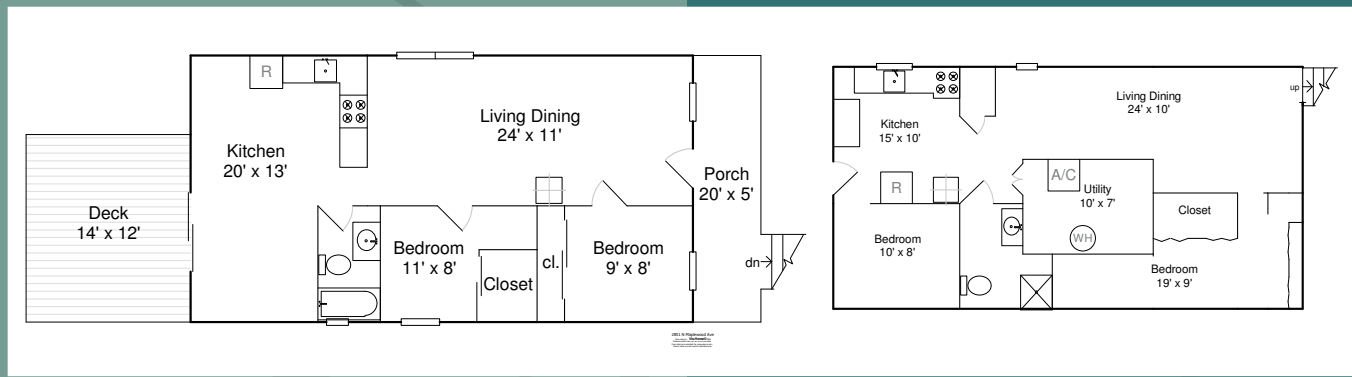 R
Kitchen
20' x 13'
Living Dining
24' x 11'
Porch
20' x 5'
Deck
14' x 12'
Bedroom
11' x 8'
Closet
cl.
Bedroom
9' x 8'
dn
Kitchen
15' x 10'
Living Dining
24' x 10'
up
R
A/C
Utility
10' x 7'
WH
Closet
Bedroom
10' x 8'
Bedroom
19' x 9'